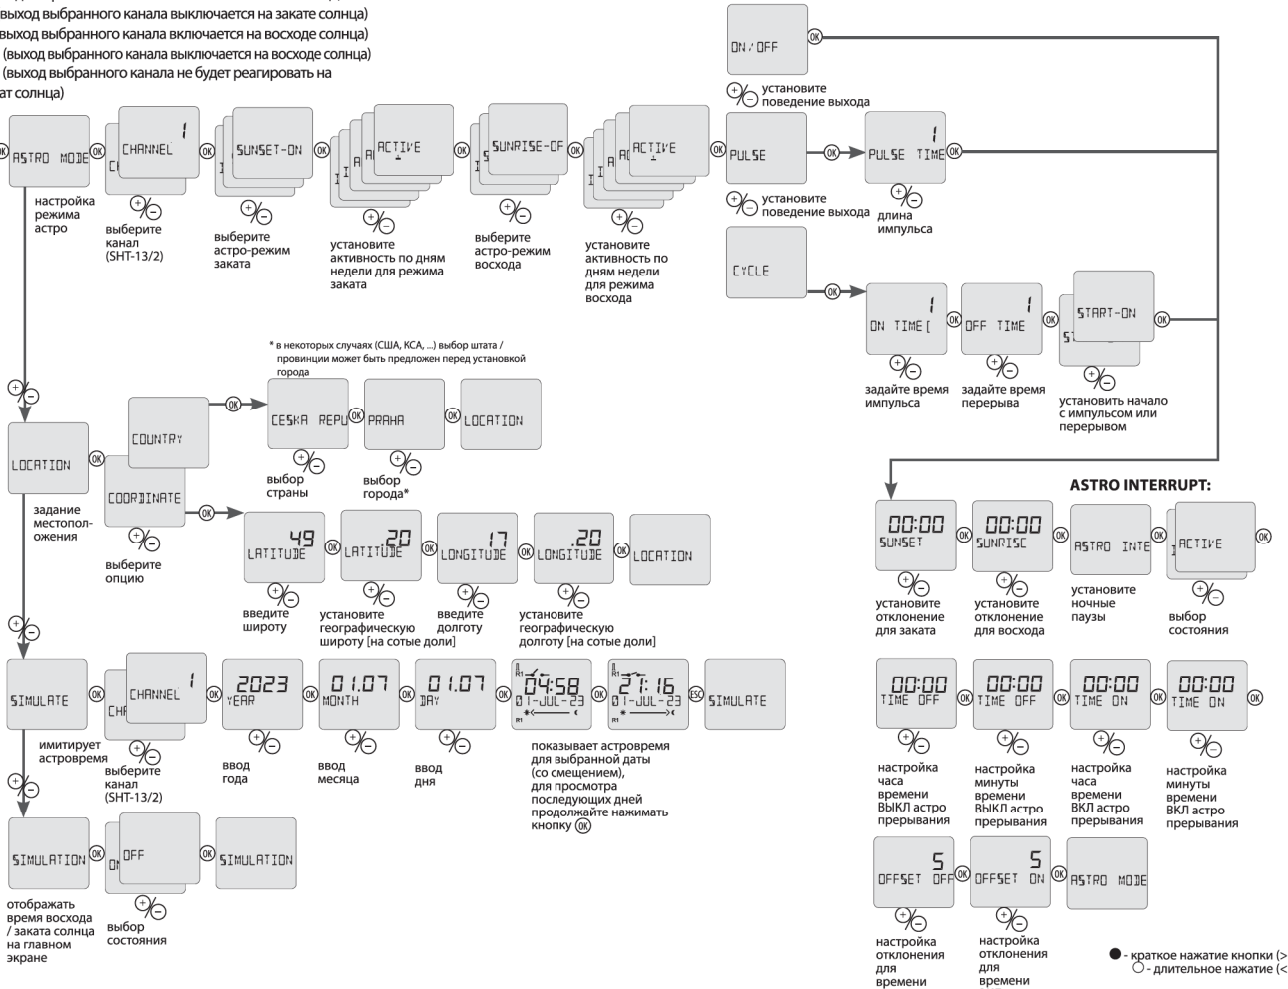 выход выбранного канала выключается на закате солнца)
выход выбранного канала включается на восходе солнца)
(выход выбранного канала выключается на восходе солнца)
(выход выбранного канала не будет реагировать на
ат солнца)
ON/OFF
OK
установите
поведение выхода
ASTRO MODE
OK
настройка
режима
астро
1
CHANNEL
OK
выберите
канал
(SHT-13/2)
SUNSET-ON
OK
выберите
астро-режим
заката
ACTIVE
OK
установите
активность по дням
недели для режима
заката
SUNRISE-OF
OK
выберите
астро-режим
восхода
ACTIVE
OK
установите
активность по
дням недели
для режима
восхода
PULSE
OK
установите
поведение выхода
1
PULSE TIME
OK
длина
импульса
CYCLE
OK
1
ON TIME[
OK
задайте время
импульса
1
OFF TIME
OK
задайте время
перерыва
START-ON
OK
установить начало
с импульсом или
перерывом
* в некоторых случаях (США, КСА, ...) выбор штата /
провинции может быть предложен перед установкой
города
LOCATION
OK
задание
местопол-
ожения
COUNTRY
OK
COORDINATE
OK
выберите
опцию
CESKA REPU
OK
выбор
страны
PRAHA
OK
выбор
города*
LOCATION
49
LATITUDE
OK
введите
широту
.20
LATITUDE
OK
установите
географическую
широту [на сотые доли]
17
LONGITUDE
OK
введите
долготу
.20
LONGITUDE
OK
установите
географическую
долготу [на сотые доли]
LOCATION
ASTRO INTERRUPT:
00:00
SUNSET
OK
установите
отклонение
для заката
00:00
SUNRISE
OK
установите
отклонение
для восхода
ASTRO INTE
OK
установите
ночные
паузы
ACTIVE
OK
выбор
состояния
SIMULATE
OK
имитирует
астровремя
1
CHANNEL
OK
выберите
канал
(SHT-13/2)
2023
YEAR
OK
ввод
года
01.07
MONTH
OK
ввод
месяца
01.07
DAY
OK
ввод
дня
R1
04:58
01-JUL-23
R1
OK
R1
21:16
01-JUL-23
R1
ESC
SIMULATE
показывает астровремя
для выбранной даты
(со смещением),
для просмотра
последующих дней
продолжайте нажимать
кнопку OK
00:00
TIME OFF
OK
настройка
часа
времени
ВЫКЛ астро
прерывания
00:00
TIME OFF
OK
настройка
минуты
времени
ВЫКЛ астро
прерывания
00:00
TIME ON
OK
настройка
часа
времени
ВКЛ астро
прерывания
00:00
TIME ON
OK
настройка
минуты
времени
ВКЛ астро
прерывания
SIMULATION
OK
отображать
время восхода
/ заката солнца
на главном
экране
OFF
OK
выбор
состояния
SIMULATION
5
OFFSET OFF
OK
настройка
отклонения
для
времени
5
OFFSET ON
OK
настройка
отклонения
для
времени
ASTRO MODE
- краткое нажатие кнопки (>
- длительное нажатие (<